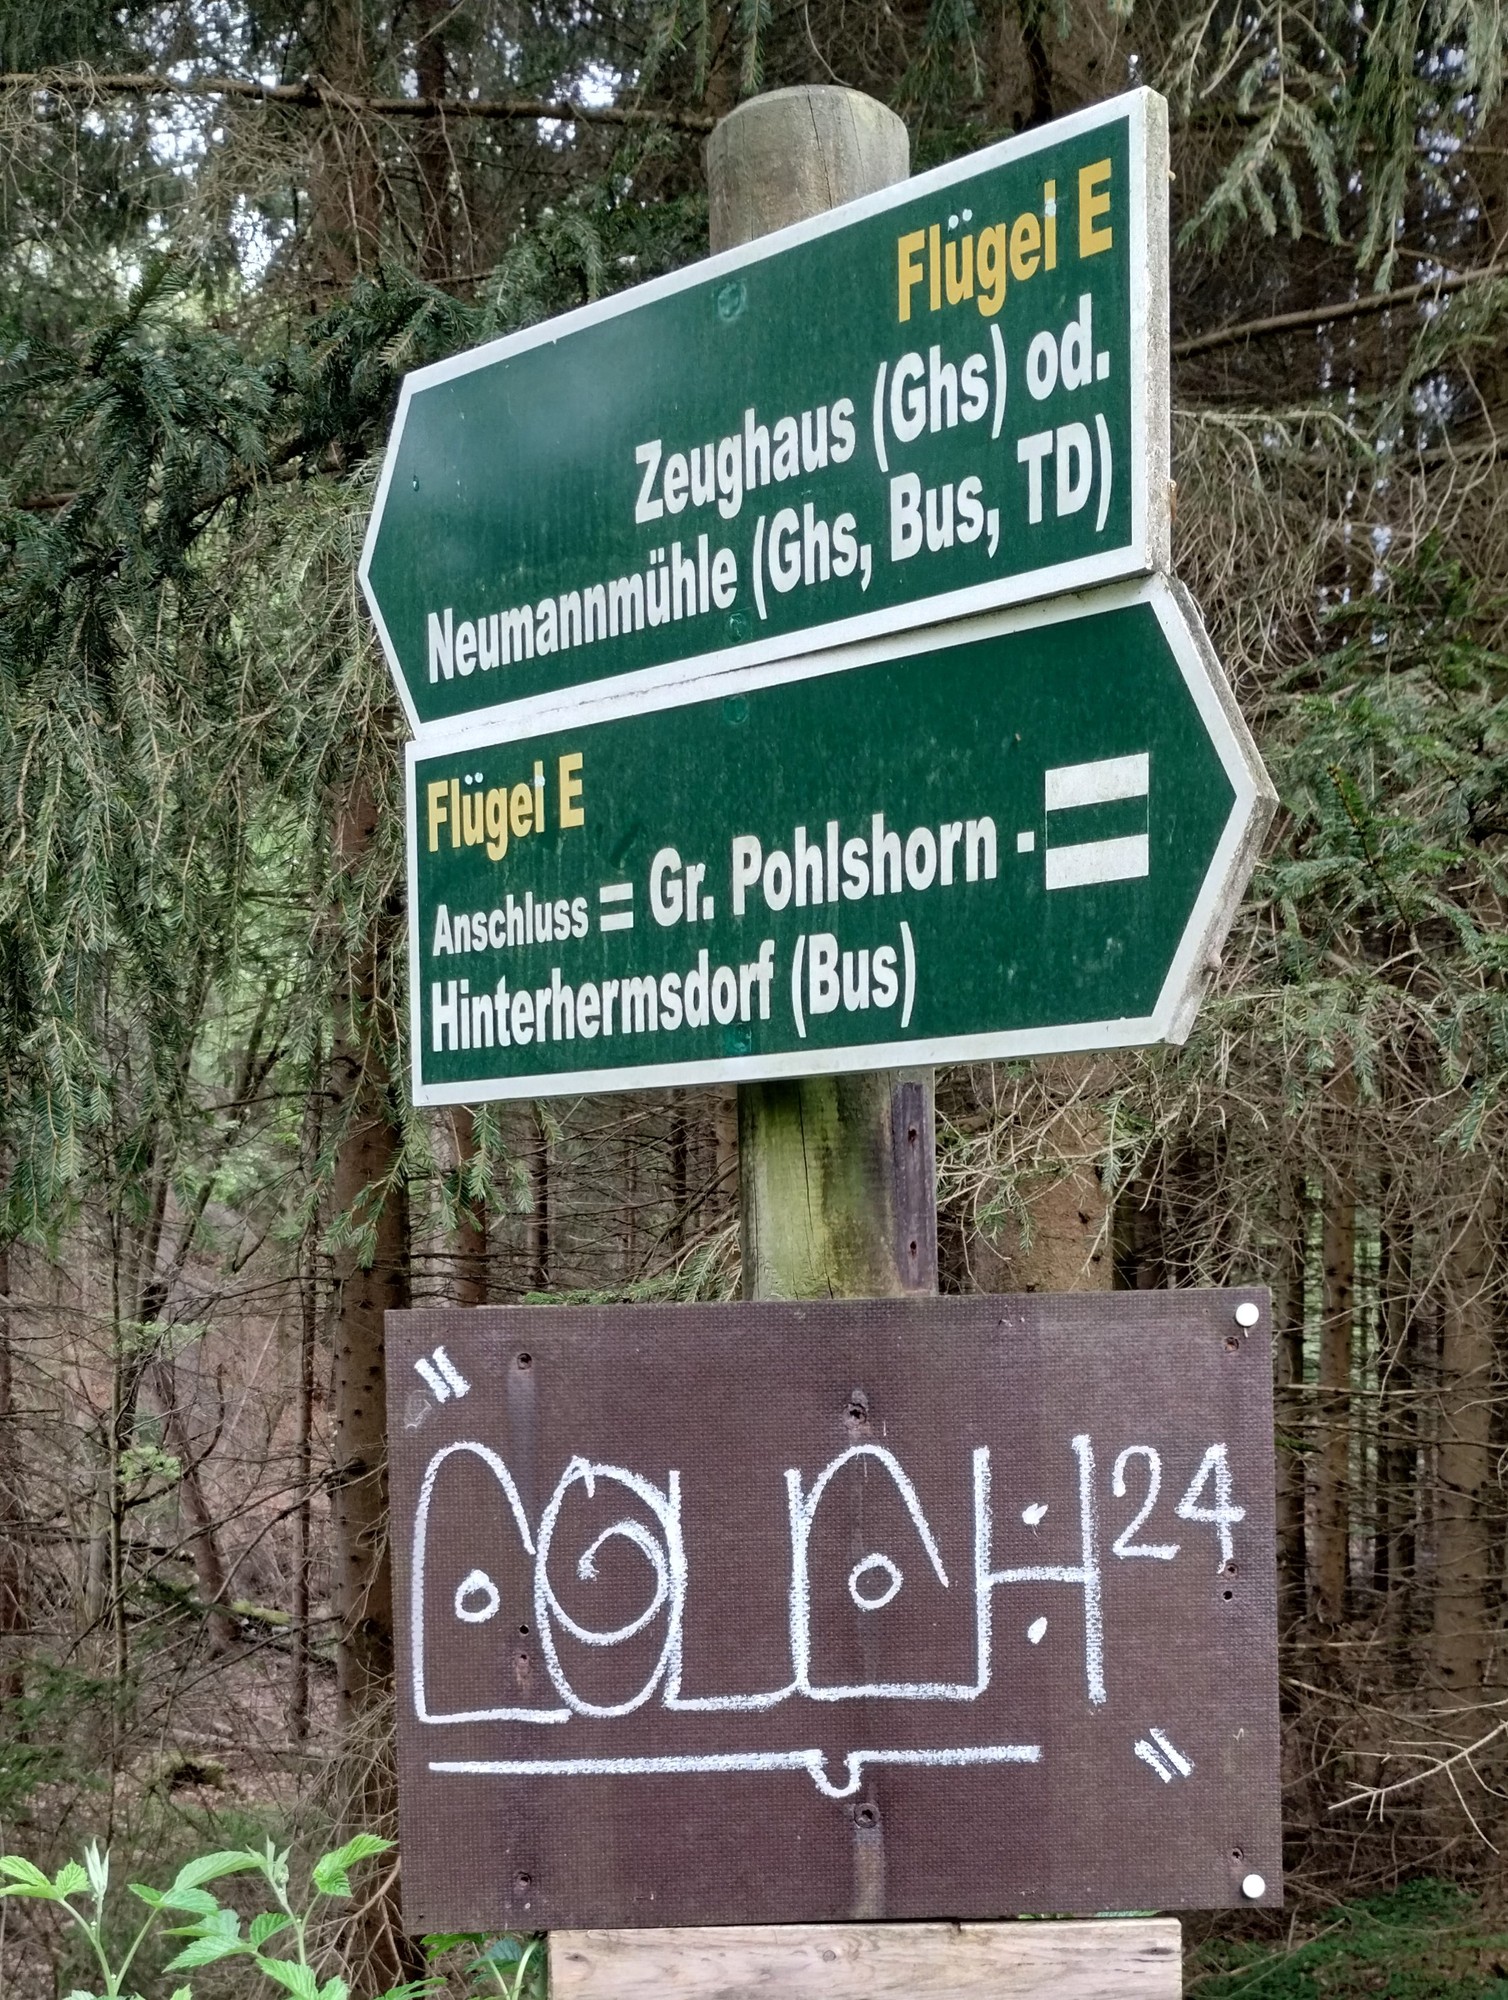 Flügel E
Zeughaus (Ghs) od.
Neumannmühle (Ghs, Bus, TD)
Flügel E
Anschluss = Gr. Pohlshorn -
Hinterhermsdorf (Bus)
24